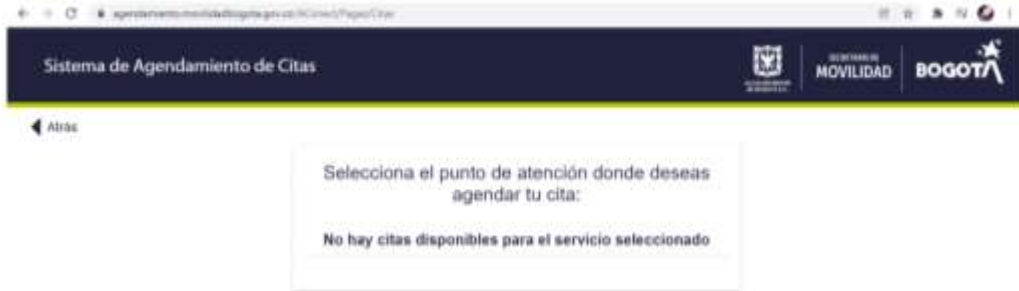 Sistema de Agendamiento de Citas
MOVILIDAD
BOGOTÁ
Atrás
Selecciona el punto de atención donde deseas
agendar tu cita:
No hay citas disponibles para el servicio seleccionado